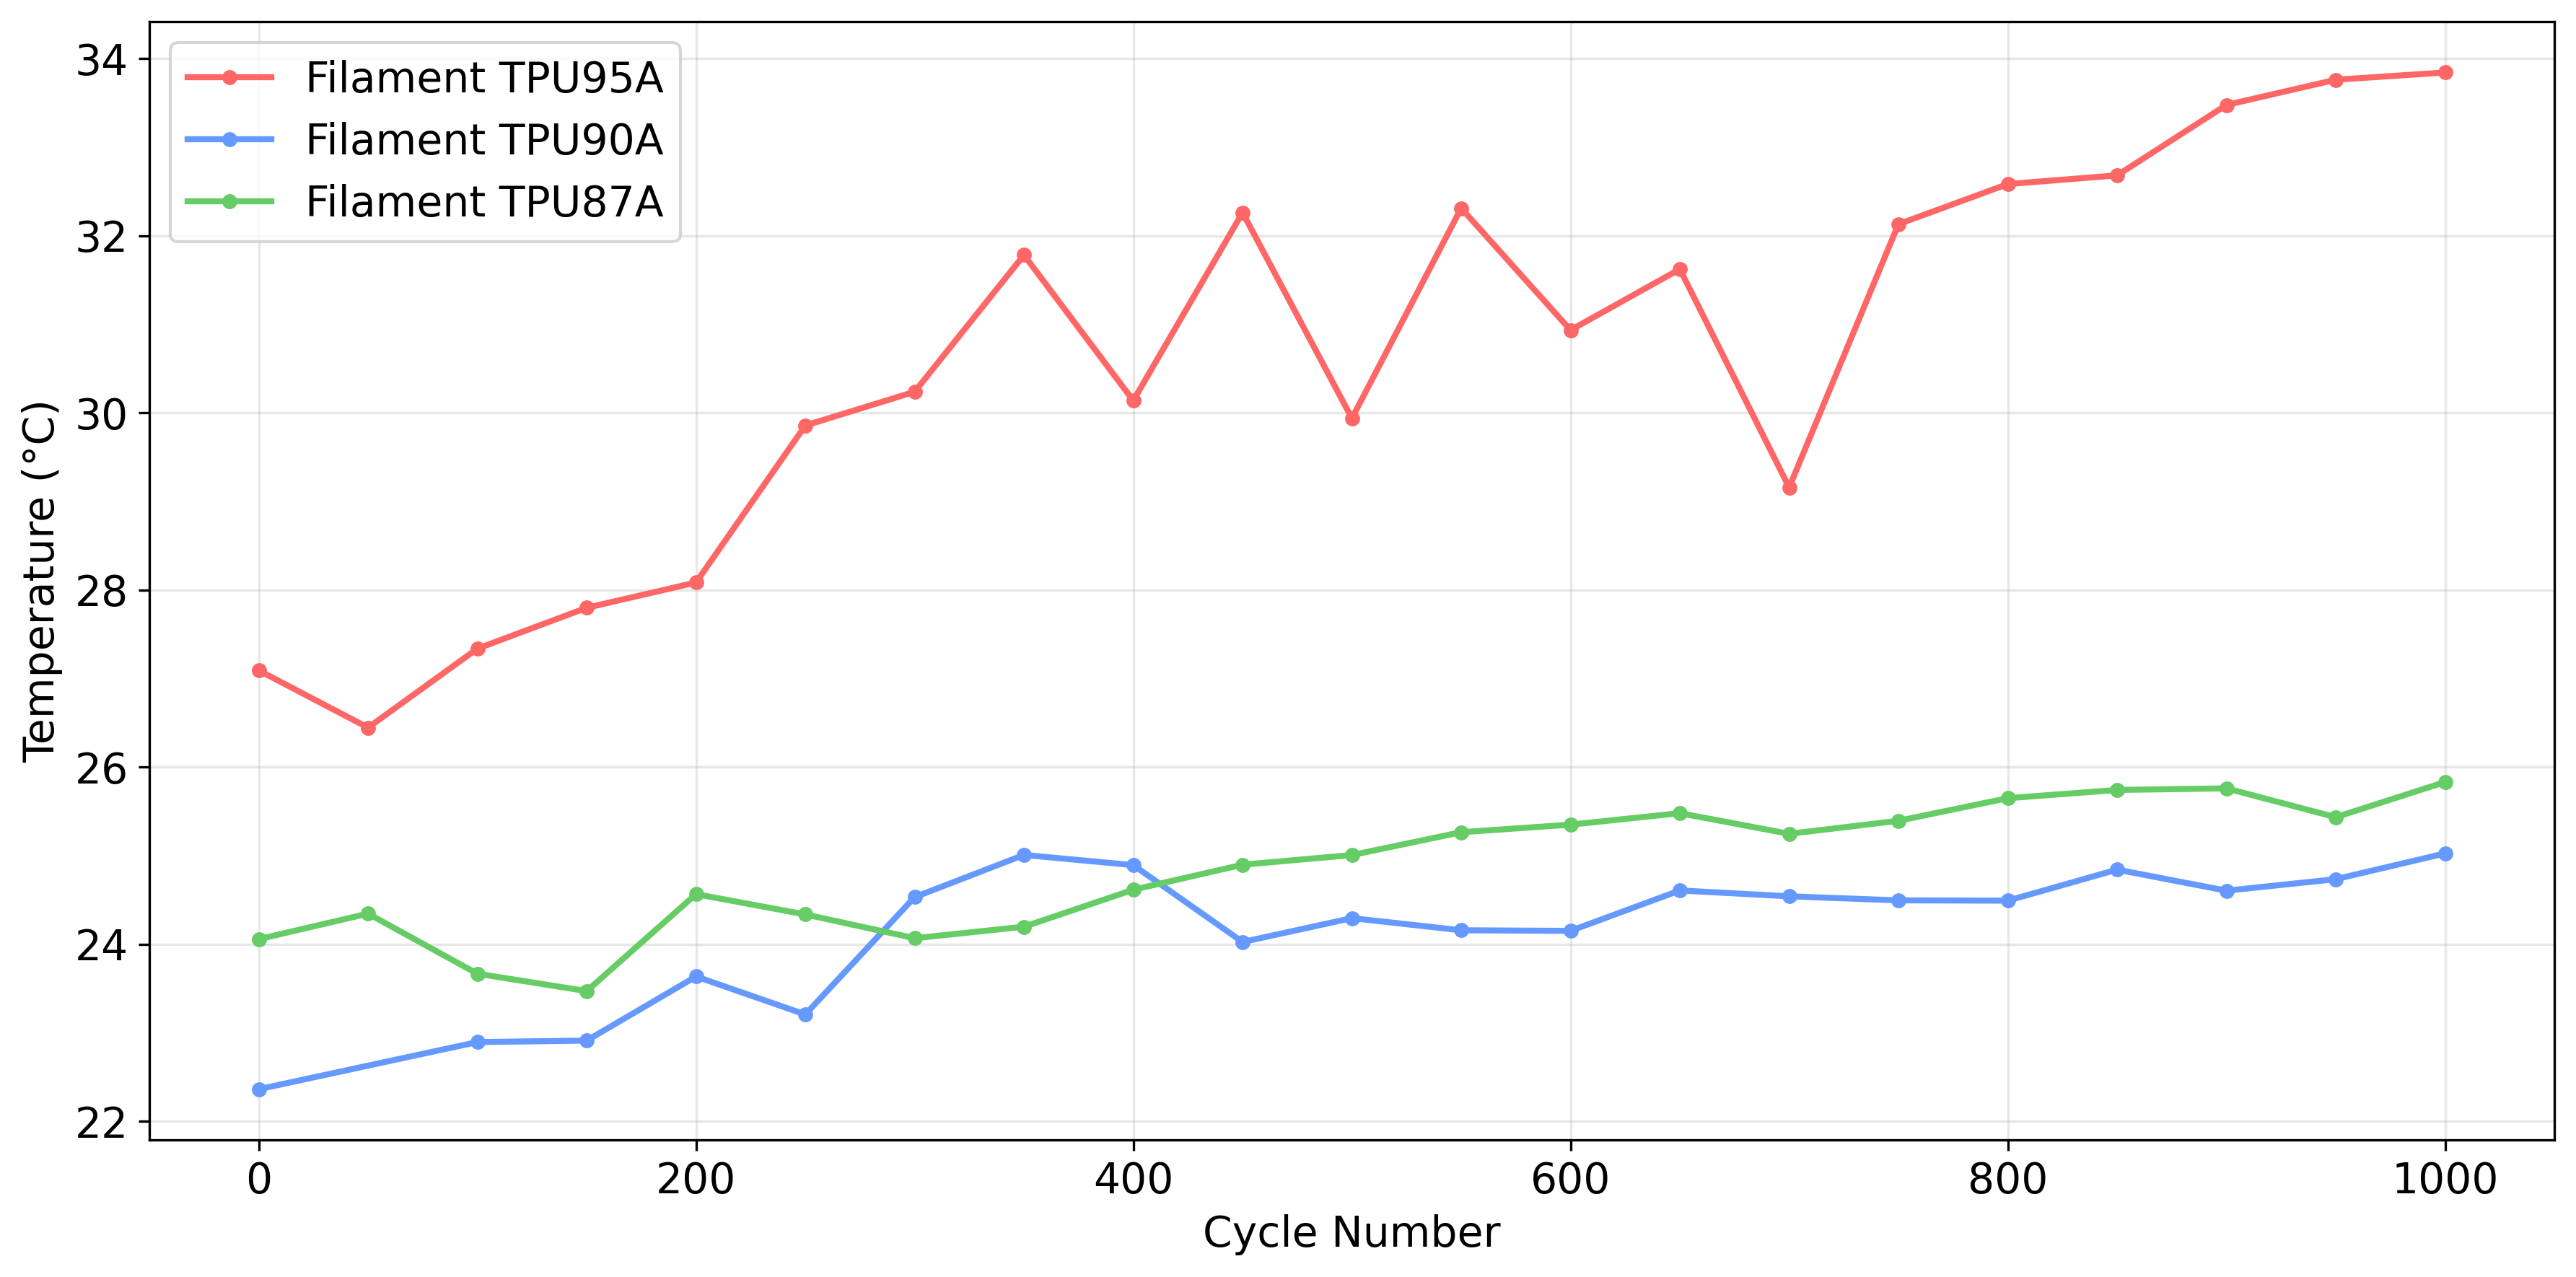 Filament TPU95A
Filament TPU90A
Filament TPU87A
Temperature (°C)
34
32
30
28
26
24
22
0 200 400 600 800 1000
Cycle Number